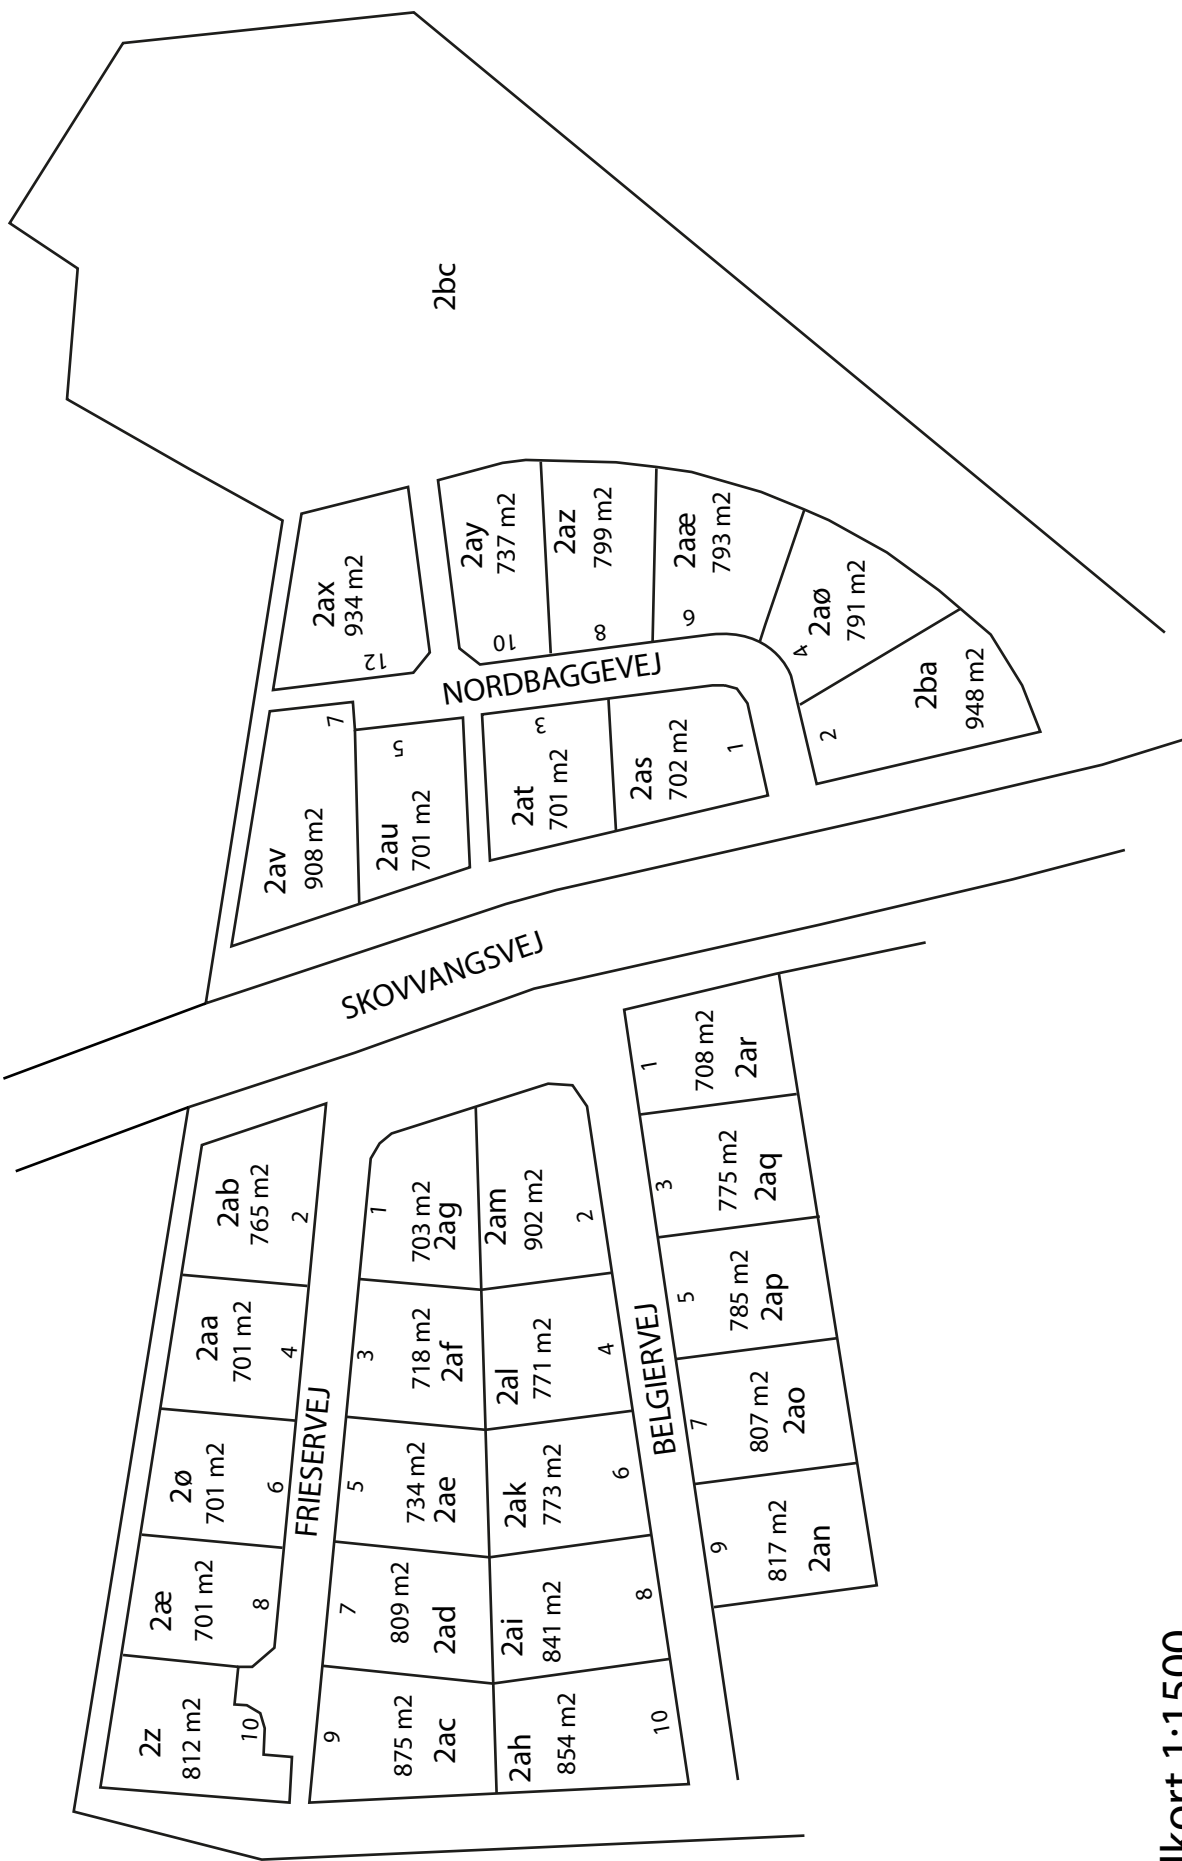 2bc
2ax
934 m2
12
2ay
737 m2
10
2az
799 m2
8
2aæ
793 m2
6
2aø
791 m2
4
2ba
948 m2
2
NORDBAGGEVEJ
2av
908 m2
7
2au
701 m2
5
2at
701 m2
3
2as
702 m2
1
SKOVVANGSVEJ
2ab
765 m2
2
2aa
701 m2
4
2ø
701 m2
6
2æ
701 m2
8
2z
812 m2
10
FRIESERVEJ
1
703 m2
2ag
3
718 m2
2af
5
734 m2
2ae
7
809 m2
2ad
9
875 m2
2ac
2am
902 m2
2
2al
771 m2
4
2ak
773 m2
6
2ai
841 m2
8
2ah
854 m2
10
BELGIERVEJ
1
708 m2
2ar
3
775 m2
2aq
5
785 m2
2ap
7
807 m2
2ao
9
817 m2
2an
1:1500